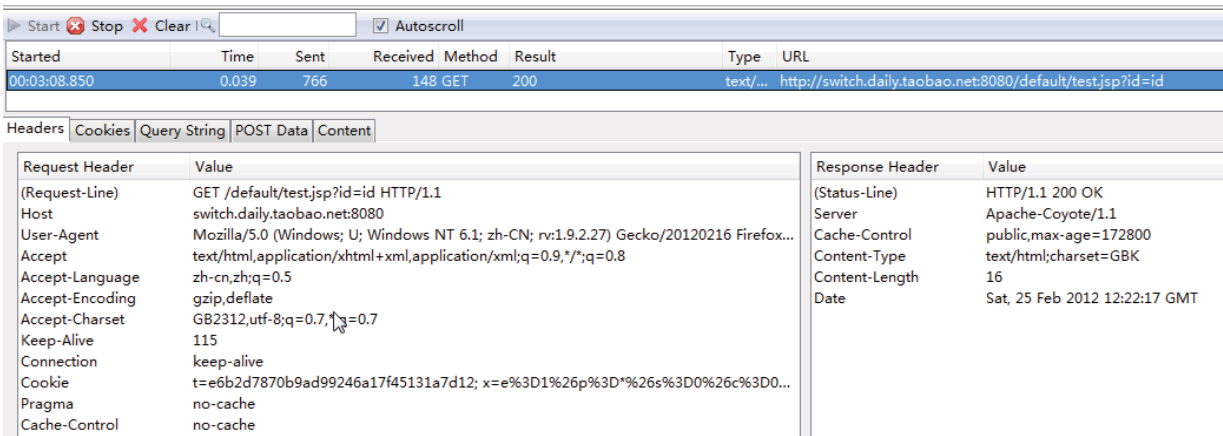 Start Stop Clear Autoscroll
Started Time Sent Received Method Result Type URL
00:03:08.850 0.039 766 148 GET 200 text/... http://switch.daily.taobao.net:8080/default/test.jsp?id=id
Headers Cookies Query String POST Data Content
Request Header Value
(Request-Line) GET /default/test.jsp?id=id HTTP/1.1
Host switch.daily.taobao.net:8080
User-Agent Mozilla/5.0 (Windows; U; Windows NT 6.1; zh-CN; rv:1.9.2.27) Gecko/20120216 Firefox...
Accept text/html,application/xhtml+xml,application/xml;q=0.9,*/*;q=0.8
Accept-Language zh-cn,zh;q=0.5
Accept-Encoding gzip,deflate
Accept-Charset GB2312,utf-8;q=0.7,*;q=0.7
Keep-Alive 115
Connection keep-alive
Cookie t=e6b2d7870b9ad99246a17f45131a7d12; x=e%3D1%26p%3D*%26s%3D0%26c%3D0...
Pragma no-cache
Cache-Control no-cache
Response Header Value
(Status-Line) HTTP/1.1 200 OK
Server Apache-Coyote/1.1
Cache-Control public,max-age=172800
Content-Type text/html;charset=GBK
Content-Length 16
Date Sat, 25 Feb 2012 12:22:17 GMT